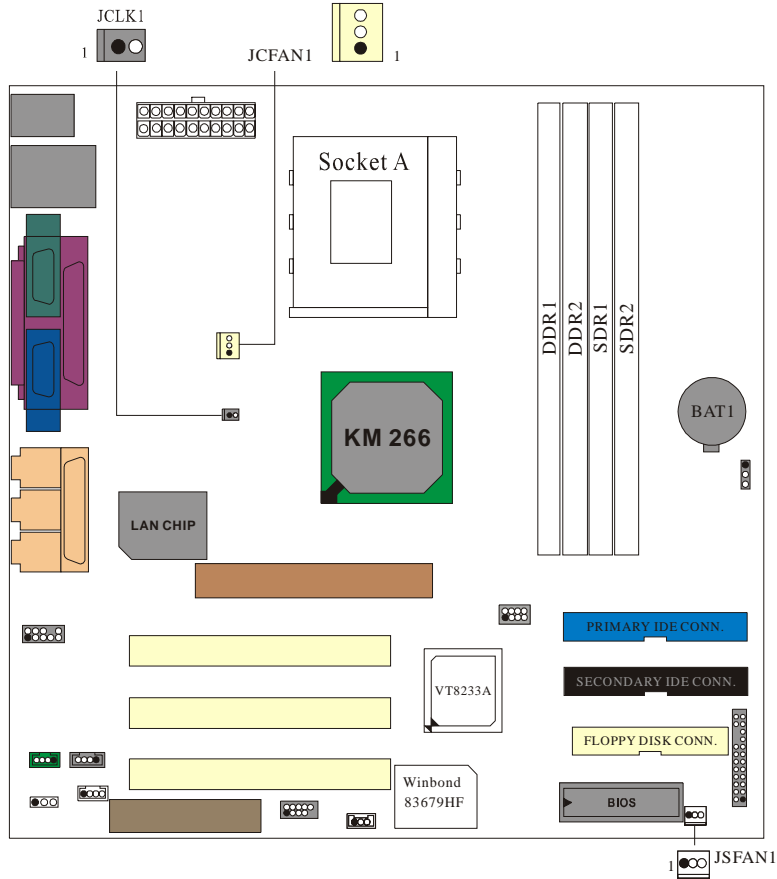 JCLK1
1
JCFAN1
1
Socket A
DDR1
DDR2
SDR1
SDR2
BAT1
KM 266
LAN CHIP
PRIMARY IDE CONN.
VT8233A
SECONDARY IDE CONN.
FLOPPY DISK CONN.
Winbond
83679HF
BIOS
1
JSFAN1